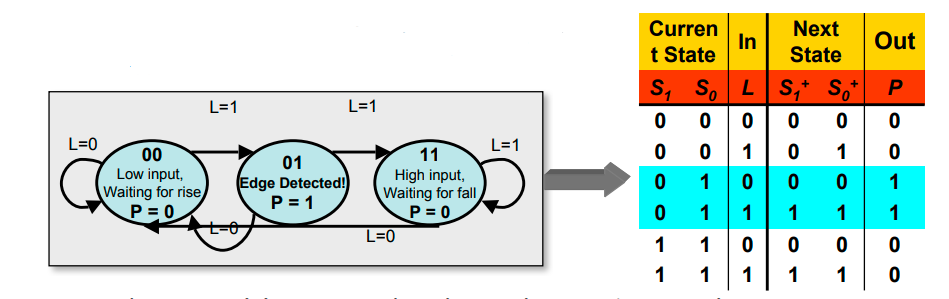 L=1 L=1
L=0
00
Low input,
Waiting for rise
P = 0
01
Edge Detected!
P = 1
11
High input,
Waiting for fall
P = 0
L=1
L=0
L=0
Curren
t State
In
Next
State
Out
S1 S0 L S1+ S0+ P
0 0 0 0 0 0
0 0 1 0 1 0
0 1 0 0 0 1
0 1 1 1 1 1
1 1 0 0 0 0
1 1 1 1 1 0